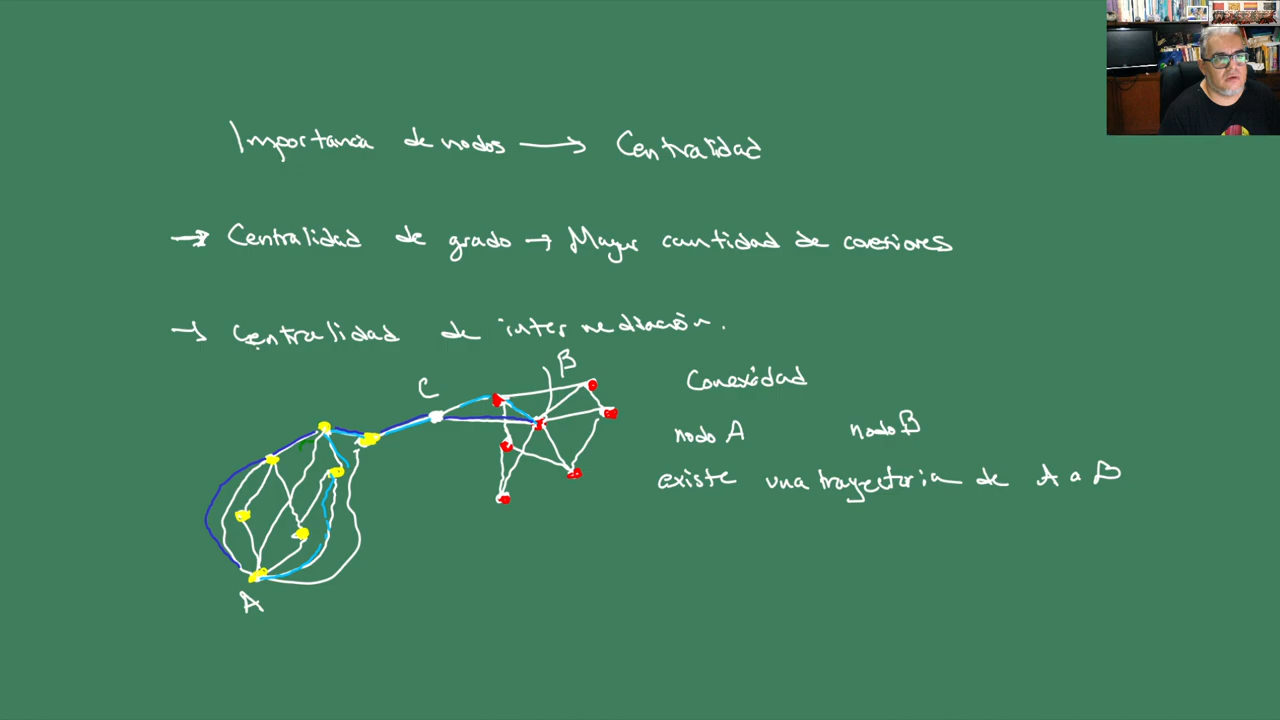 Importancia de nodos → Centralidad
→ Centralidad de grado → Mayor cantidad de conexiones
→ Centralidad de intermediación.
B
C
Conexidad
nodo A nodo B
existe una trayectoria de A a B
A